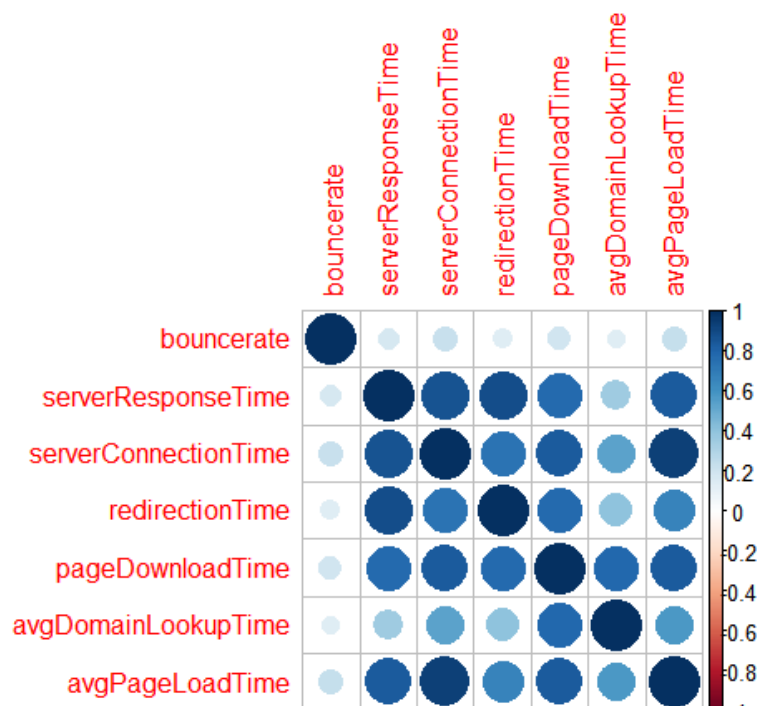 bouncerate
serverResponseTime
serverConnectionTime
redirectionTime
pageDownloadTime
avgDomainLookupTime
avgPageLoadTime
bouncerate
serverResponseTime
serverConnectionTime
redirectionTime
pageDownloadTime
avgDomainLookupTime
avgPageLoadTime
1
0.8
0.6
0.4
0.2
0
-0.2
-0.4
-0.6
-0.8